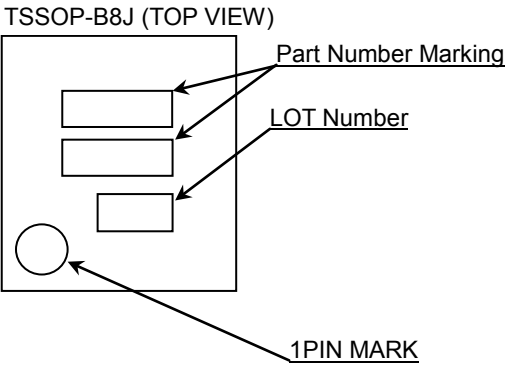 TSSOP-B8J (TOP VIEW)
Part Number Marking
LOT Number
1PIN MARK